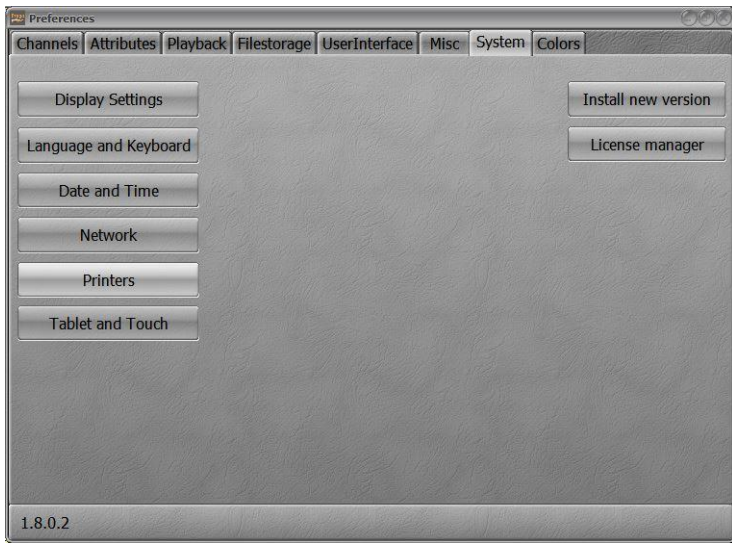 Preferences
Channels Attributes Playback Filestorage UserInterface Misc System Colors
Display Settings
Install new version
Language and Keyboard
License manager
Date and Time
Network
Printers
Tablet and Touch
1.8.0.2